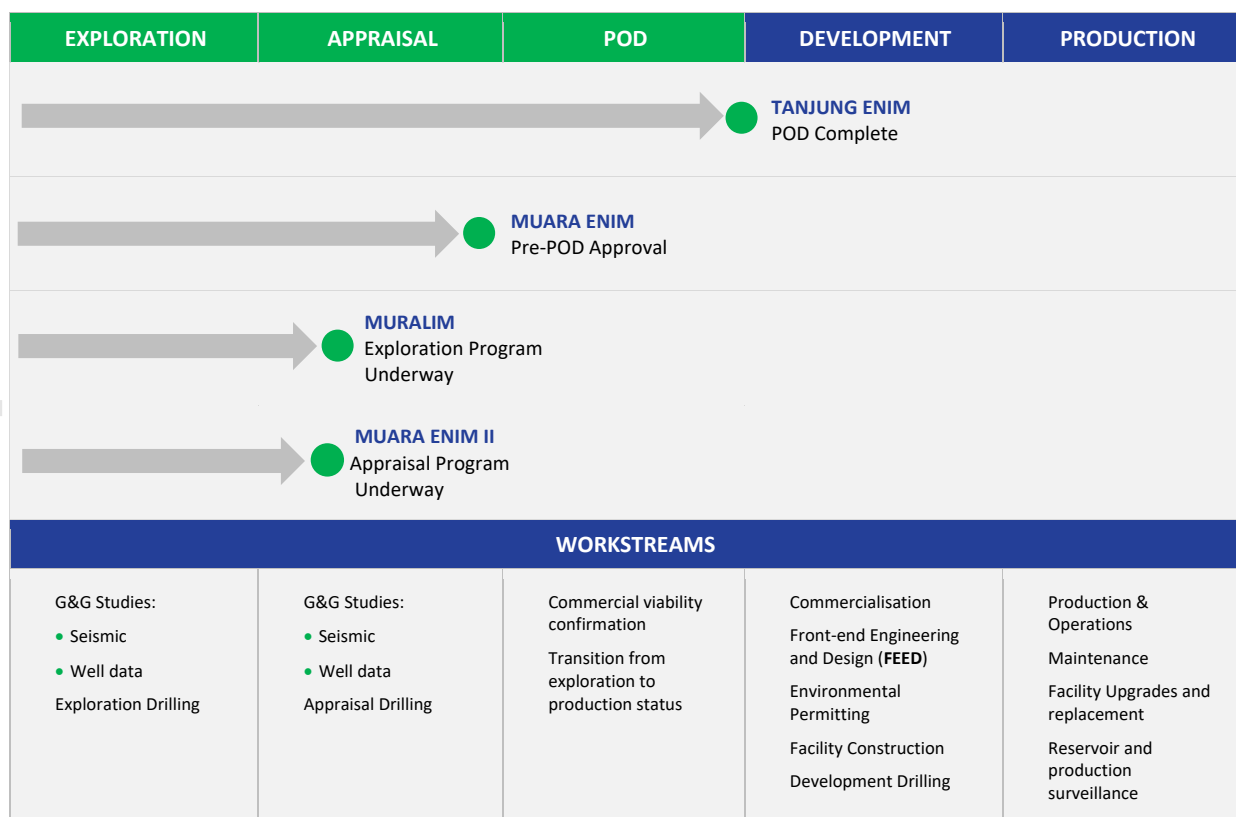 EXPLORATION
APPRAISAL
POD
DEVELOPMENT
PRODUCTION
TANJUNG ENIM
POD Complete
MUARA ENIM
Pre-POD Approval
MURALIM
Exploration Program
Underway
MUARA ENIM II
Appraisal Program
Underway
WORKSTREAMS
G&G Studies:
• Seismic
• Well data
Exploration Drilling
G&G Studies:
• Seismic
• Well data
Appraisal Drilling
Commercial viability
confirmation
Transition from
exploration to
production status
Commercialisation
Front-end Engineering
and Design (FEED)
Environmental
Permitting
Facility Construction
Development Drilling
Production &
Operations
Maintenance
Facility Upgrades and
replacement
Reservoir and
production
surveillance